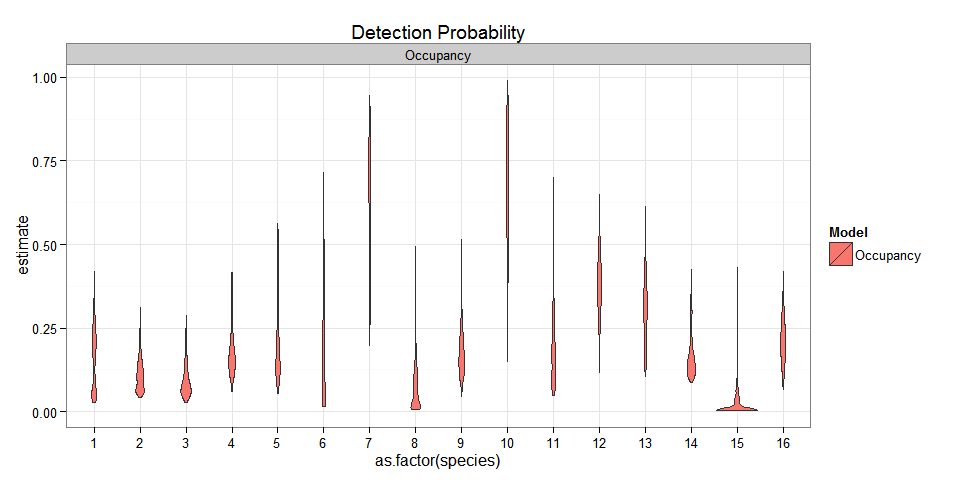 Detection Probability
Occupancy
1.00
0.75
0.50
0.25
0.00
estimate
1 2 3 4 5 6 7 8 9 10 11 12 13 14 15 16
as.factor(species)
Model
Occupancy